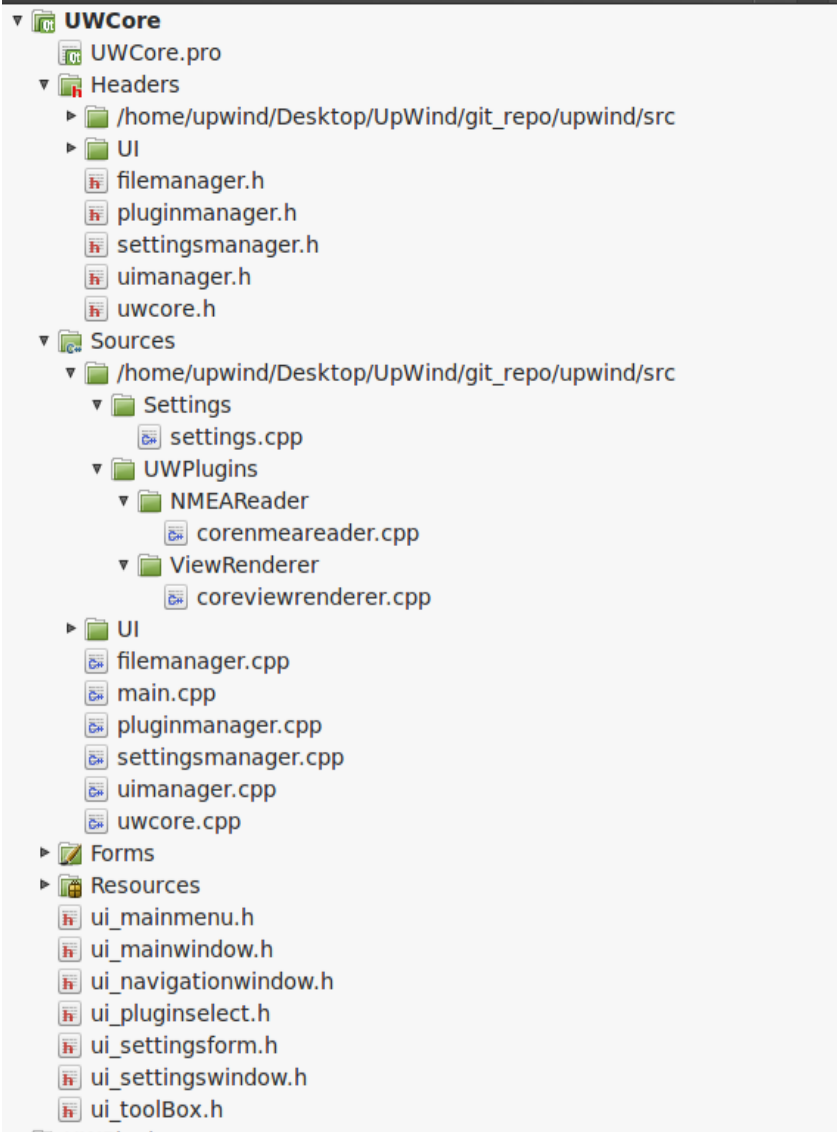 UWCore
UWCore.pro
Headers
/home/upwind/Desktop/UpWind/git_repo/upwind/src
UI
filemanager.h
pluginmanager.h
settingsmanager.h
uimanager.h
uwcore.h
Sources
/home/upwind/Desktop/UpWind/git_repo/upwind/src
Settings
settings.cpp
UWPlugins
NMEAReader
corenmeareader.cpp
ViewRenderer
coreviewrenderer.cpp
UI
filemanager.cpp
main.cpp
pluginmanager.cpp
settingsmanager.cpp
uimanager.cpp
uwcore.cpp
Forms
Resources
ui_mainmenu.h
ui_mainwindow.h
ui_navigationwindow.h
ui_pluginselect.h
ui_settingsform.h
ui_settingswindow.h
ui_toolBox.h